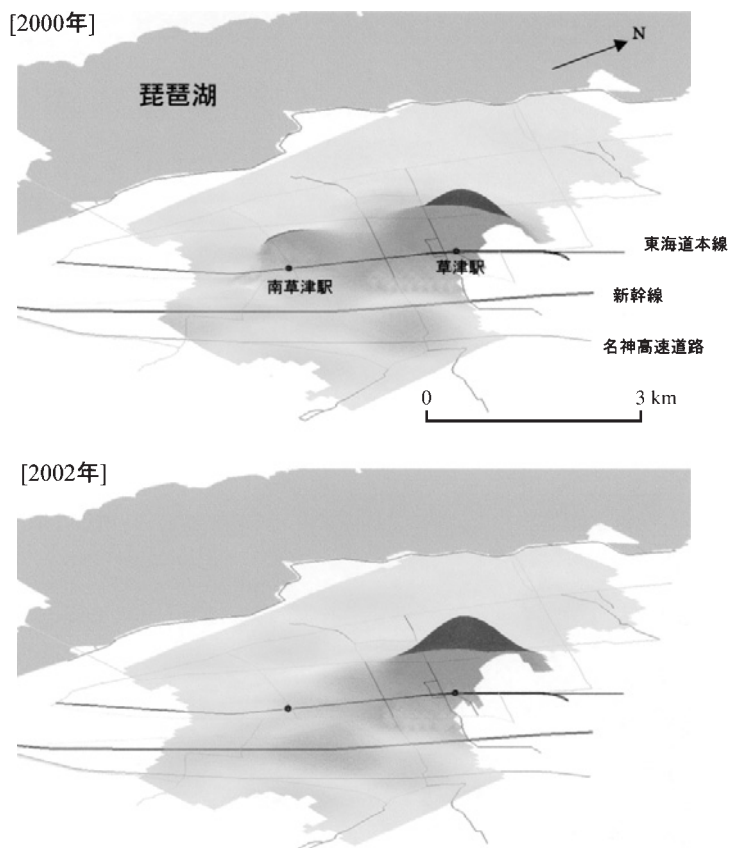 [2000年]
N
琵琶湖
東海道本線
草津駅
南草津駅
新幹線
名神高速道路
0 3 km
[2002年]